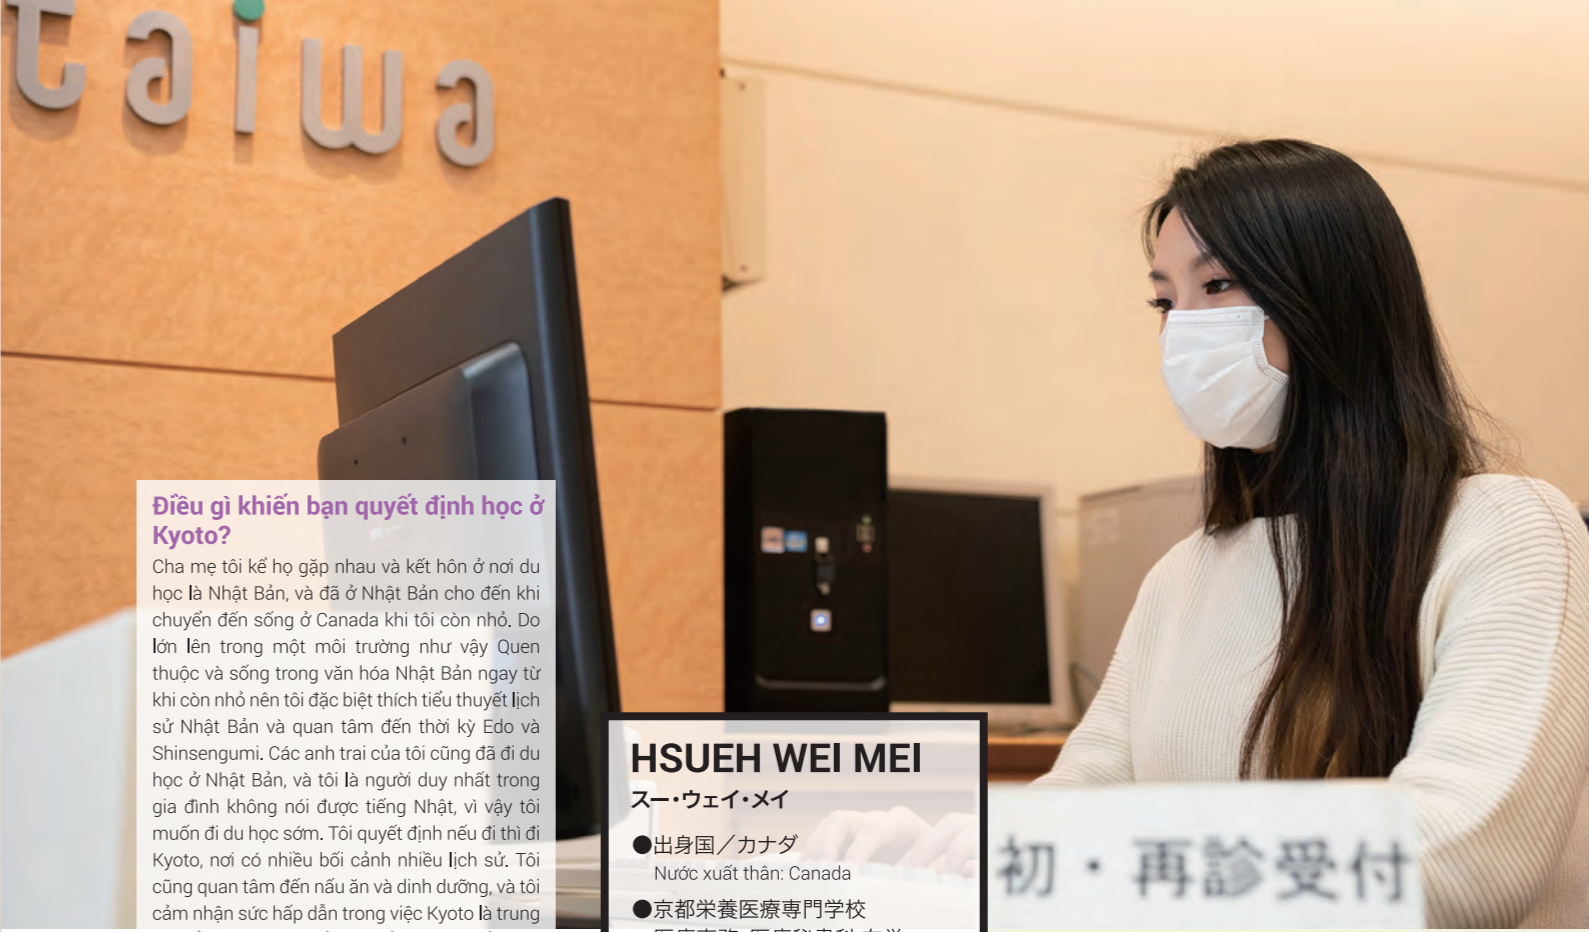 taiwa
Điều gì khiến bạn quyết định học ở
Kyoto?
Cha mẹ tôi kể họ gặp nhau và kết hôn ở nơi du
học là Nhật Bản, và đã ở Nhật Bản cho đến khi
chuyển đến sống ở Canada khi tôi còn nhỏ. Do
lớn lên trong một môi trường như vậy Quen
thuộc và sống trong văn hóa Nhật Bản ngay từ
khi còn nhỏ nên tôi đặc biệt thích tiểu thuyết lịch
sử Nhật Bản và quan tâm đến thời kỳ Edo và
Shinsengumi. Các anh trai của tôi cũng đã đi du
học ở Nhật Bản, và tôi là người duy nhất trong
gia đình không nói được tiếng Nhật, vì vậy tôi
muốn đi du học sớm. Tôi quyết định nếu đi thì đi
Kyoto, nơi có nhiều bối cảnh nhiều lịch sử. Tôi
cũng quan tâm đến nấu ăn và dinh dưỡng, và tôi
cảm nhận sức hấp dẫn trong việc Kyoto là trung
HSUEH WEI MEI
スー・ウェイ・メイ
●出身国／カナダ
Nước xuất thân: Canada
●京都栄養医療専門学校
初・再診受付